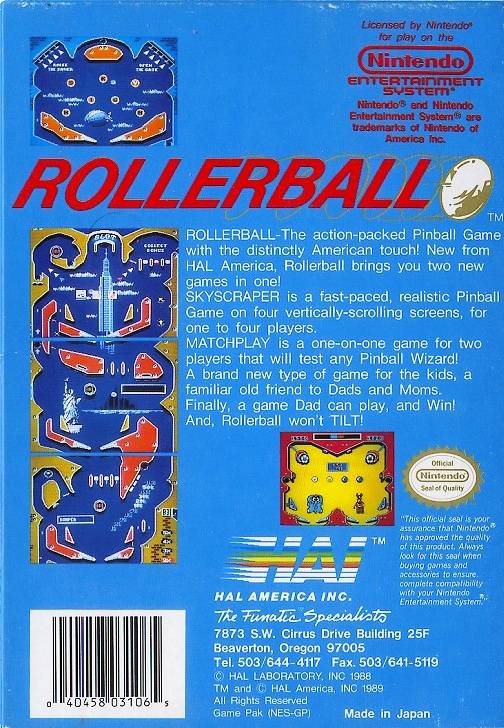 Licensed by Nintendo®
for play on the
Nintendo
ENTERTAINMENT
SYSTEM®
Nintendo® and Nintendo
Entertainment System® are
trademarks of Nintendo of
America Inc.
ROLLERBALL
TM
ROLLERBALL-The action-packed Pinball Game
with the distinctly American touch! New from
HAL America, Rollerball brings you two new
games in one!
SKYSCRAPER is a fast-paced, realistic Pinball
Game on four vertically-scrolling screens, for
one to four players.
MATCHPLAY is a one-on-one game for two
players that will test any Pinball Wizard!
A brand new type of game for the kids, a
familiar old friend to Dads and Moms.
Finally, a game Dad can play, and Win!
And, Rollerball won't TILT!
SLOT
COLLECT
BONUS
BUMPER
Official
Nintendo
Seal of Quality
"This official seal is your
assurance that Nintendo®
has approved the quality
of this product. Always
look for this seal when
buying games and
accessories to ensure
complete compatibility
with your Nintendo
Entertainment System."
HAL™
HAL AMERICA INC.
The Funatic™ Specialists
7873 S.W. Cirrus Drive Building 25F
Beaverton, Oregon 97005
Tel. 503/644-4117 Fax. 503/641-5119
© HAL LABORATORY, INC 1988
TM and © HAL America, INC 1989
All Rights Reserved
Game Pak (NES-GP)
Made in Japan
0 40458 03106 5